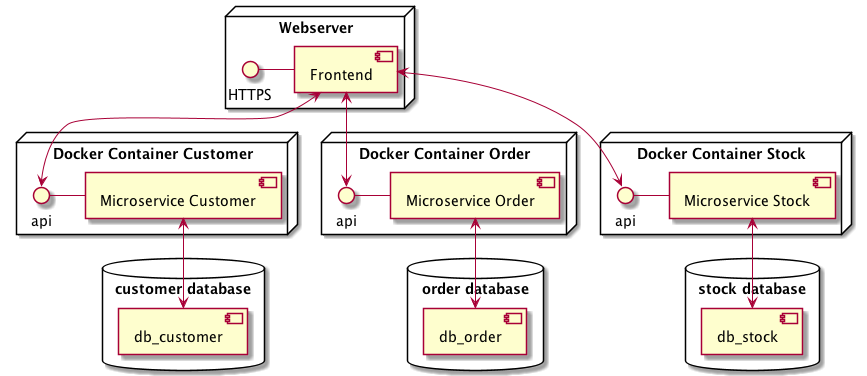 Webserver
Frontend
HTTPS
Docker Container Customer
Docker Container Order
Docker Container Stock
Microservice Customer
Microservice Order
Microservice Stock
api
api
api
customer database
order database
stock database
db_customer
db_order
db_stock